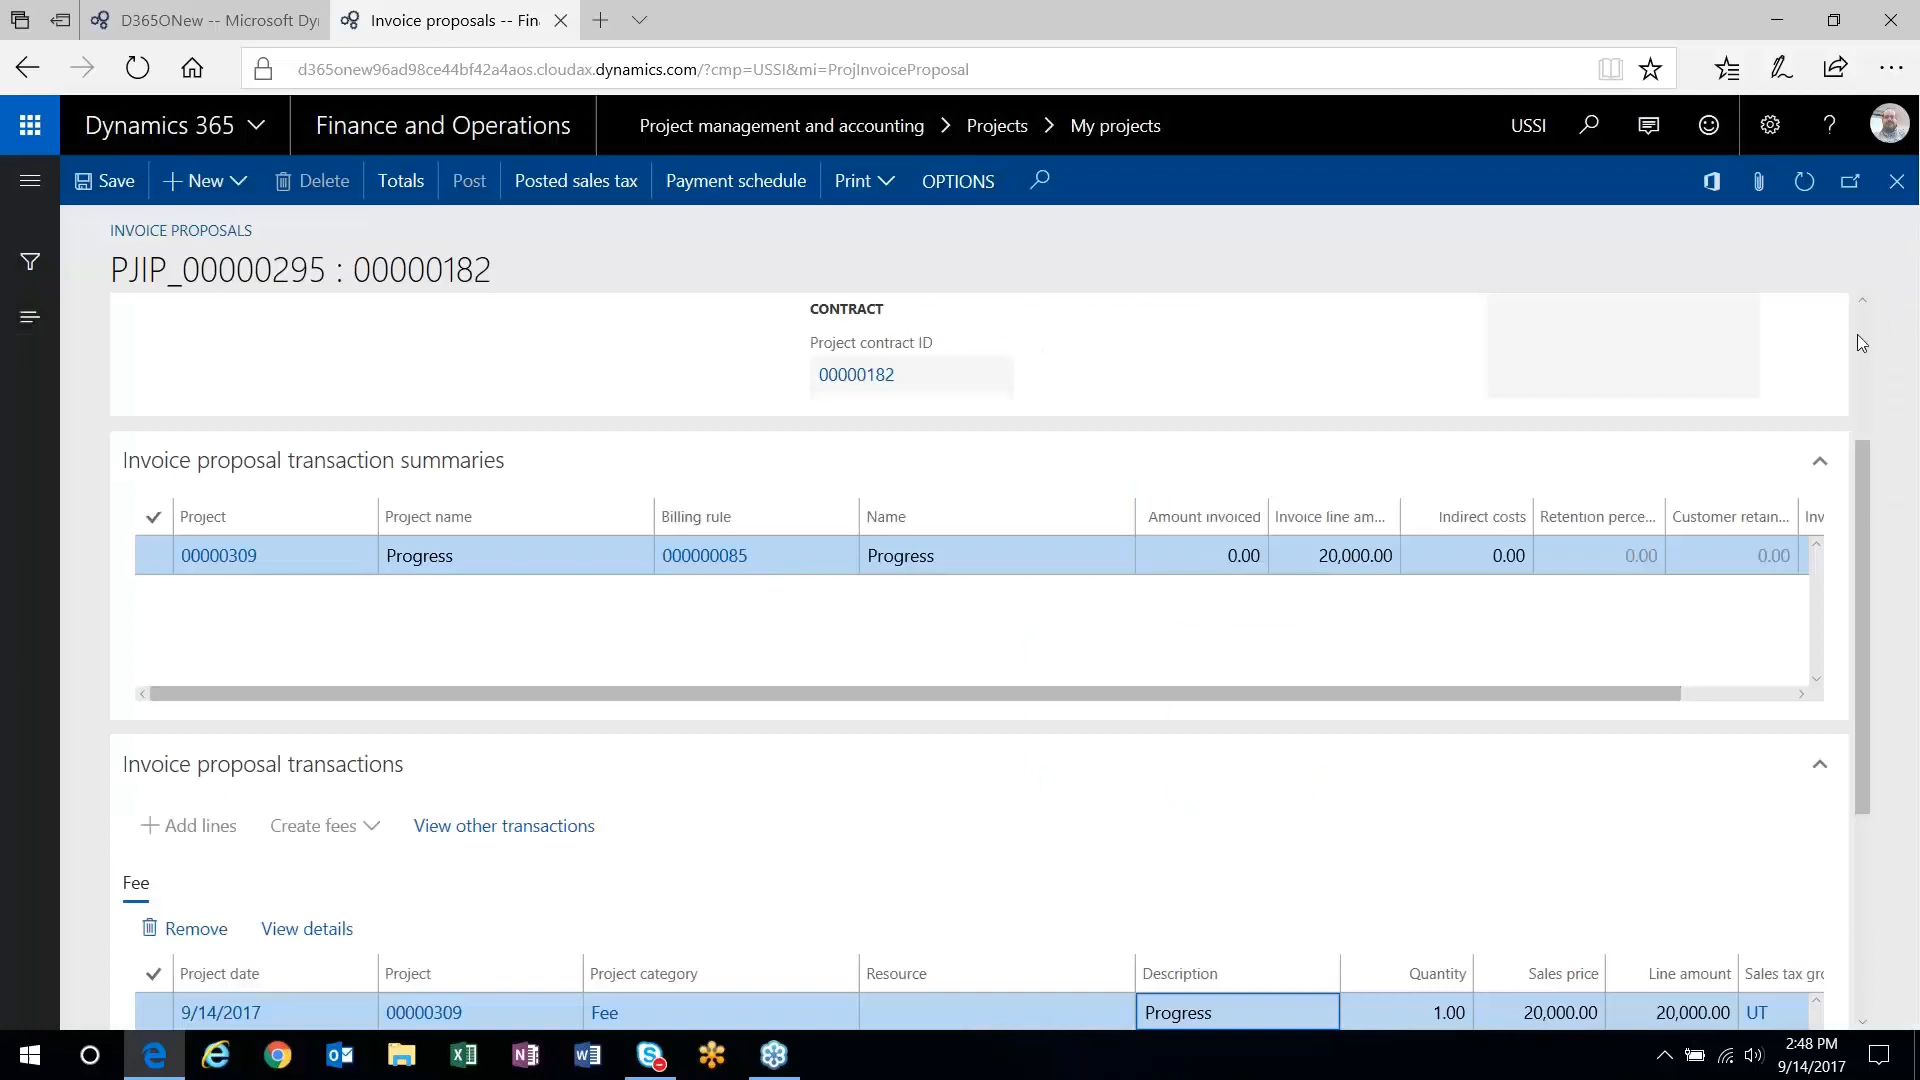 D365ONew -- Microsoft Dy
Invoice proposals -- Fin
d365onew96ad98ce44bf42a4aos.cloudax.dynamics.com/?cmp=USSI&mi=ProjInvoiceProposal
Dynamics 365
Finance and Operations
Project management and accounting > Projects > My projects
USSI
?
Save
+ New
Delete
Totals
Post
Posted sales tax
Payment schedule
Print
OPTIONS
INVOICE PROPOSALS
PJIP_00000295 : 00000182
CONTRACT
Project contract ID
00000182
Invoice proposal transaction summaries
Project Project name Billing rule Name Amount invoiced Invoice line am... Indirect costs Retention perce... Customer retain... Inv
00000309 Progress 000000085 Progress 0.00 20,000.00 0.00 0.00 0.00
Invoice proposal transactions
+ Add lines Create fees View other transactions
Fee
Remove View details
Project date Project Project category Resource Description Quantity Sales price Line amount Sales tax gro
9/14/2017 00000309 Fee Progress 1.00 20,000.00 20,000.00 UT
2:48 PM
9/14/2017